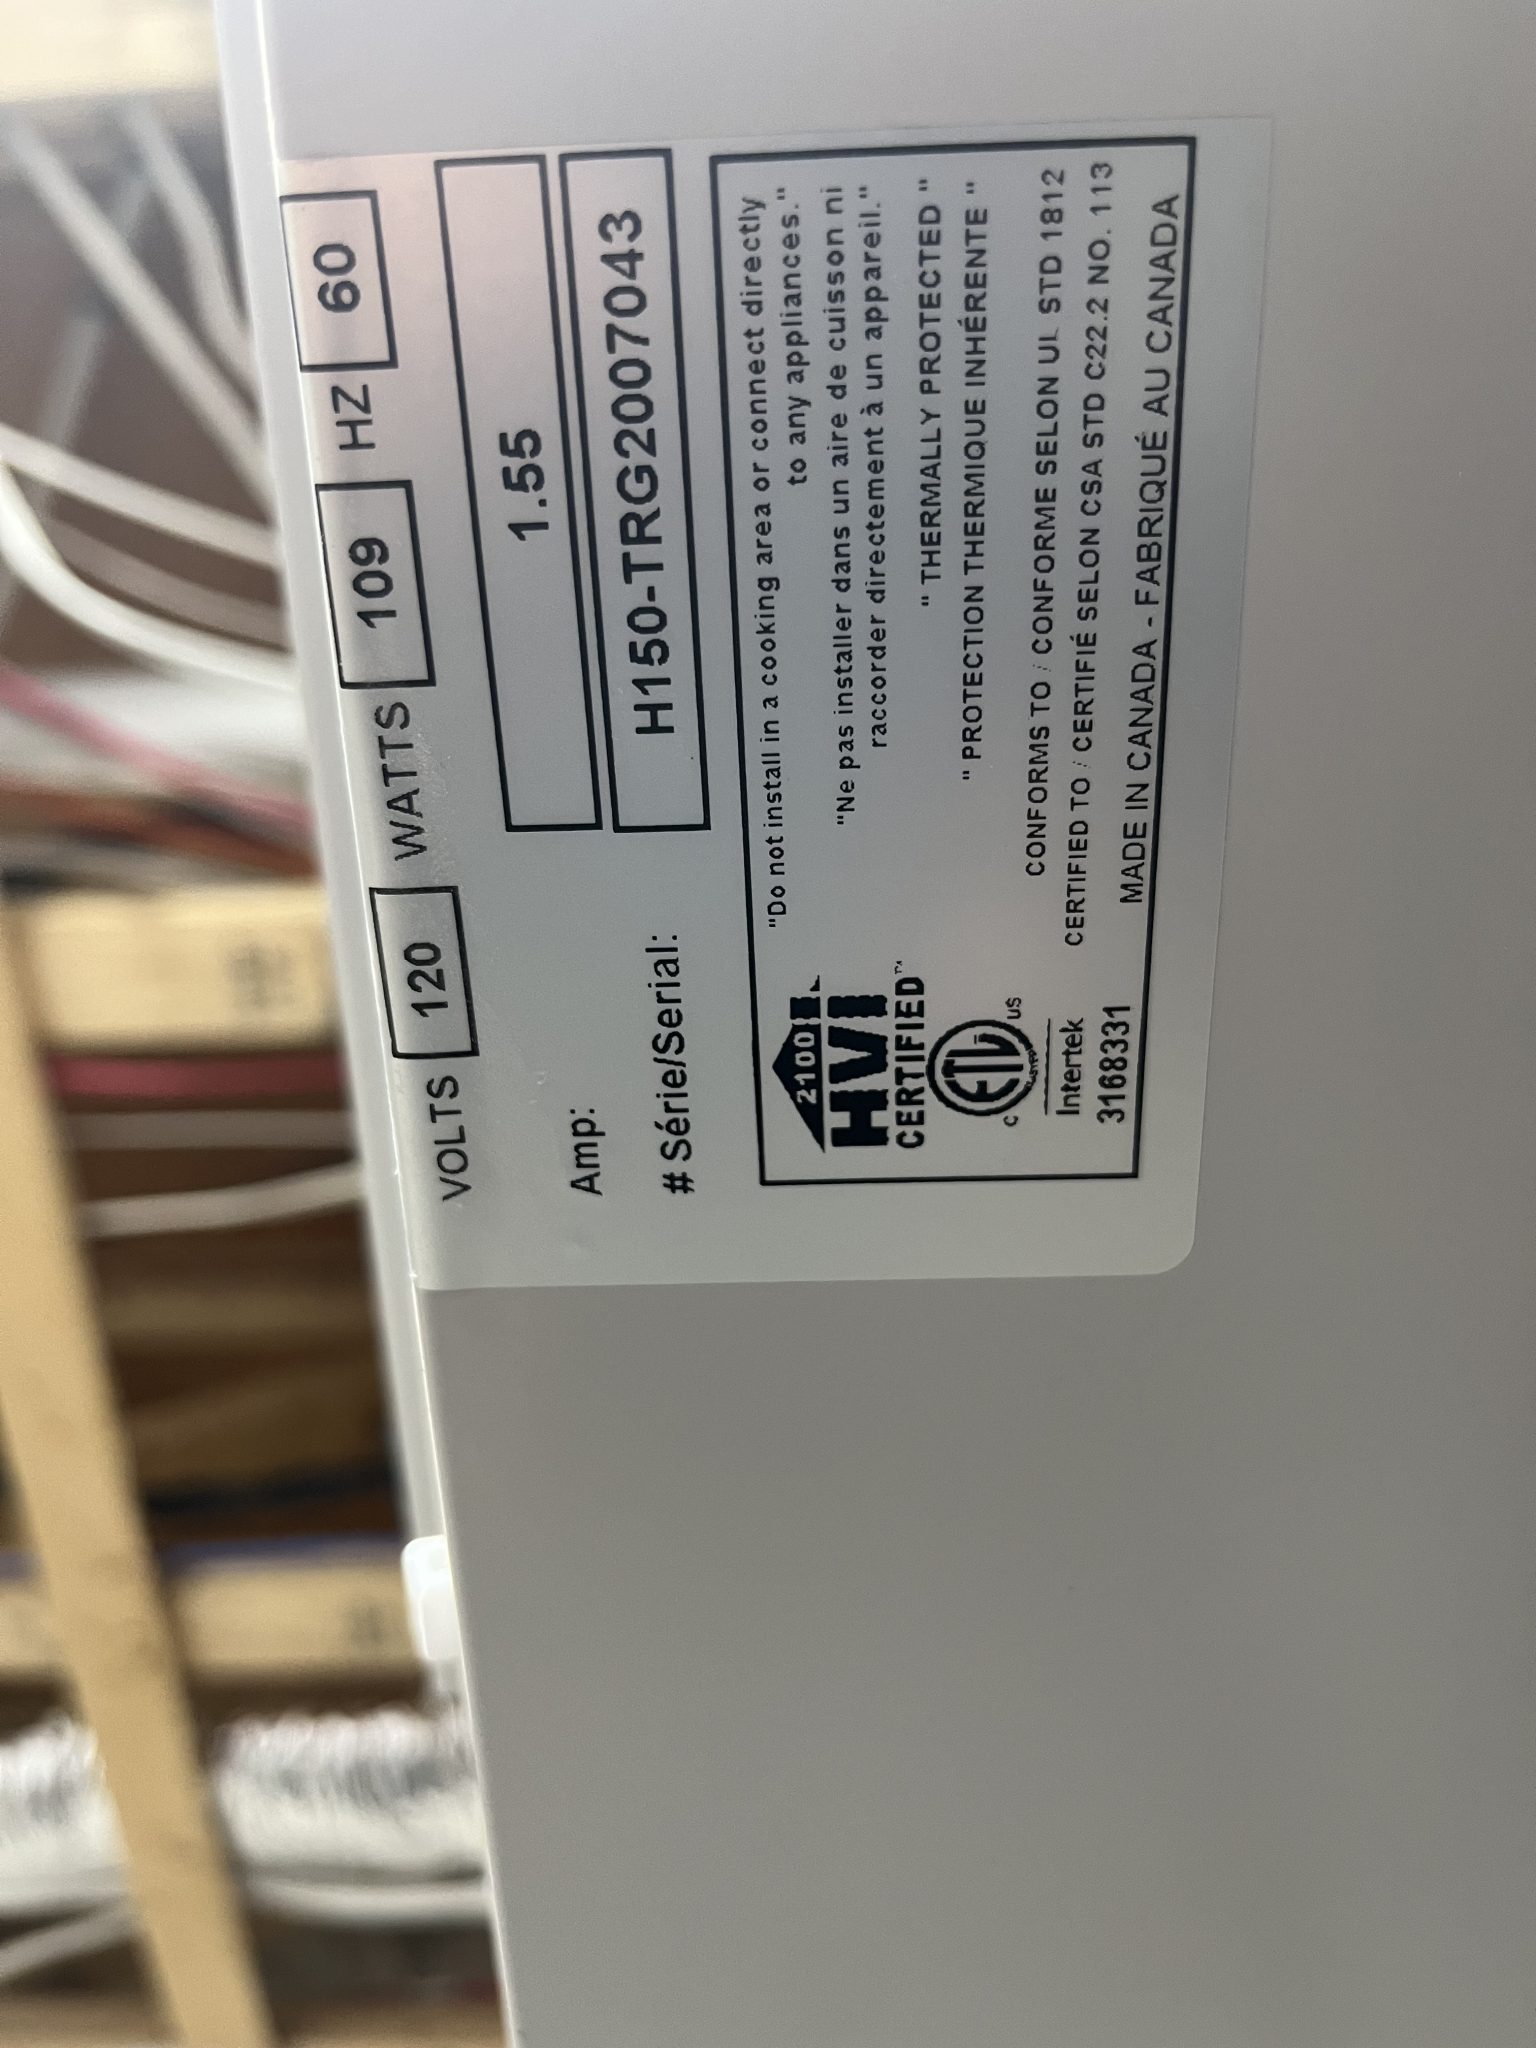 VOLTS 120 WATTS 109 HZ 60
Amp: 1.55
# Série/Serial: H150-TRG2007043
"Do not install in a cooking area or connect directly
to any appliances."
"Ne pas installer dans un aire de cuisson ni
raccorder directement à un appareil."
" THERMALLY PROTECTED "
" PROTECTION THERMIQUE INHÉRENTE "
2100
HVI
CERTIFIED™
C ETL US
Intertek
3168331
CONFORMS TO / CONFORME SELON UL STD 1812
CERTIFIED TO / CERTIFIÉ SELON CSA STD C22.2 NO. 113
MADE IN CANADA - FABRIQUÉ AU CANADA